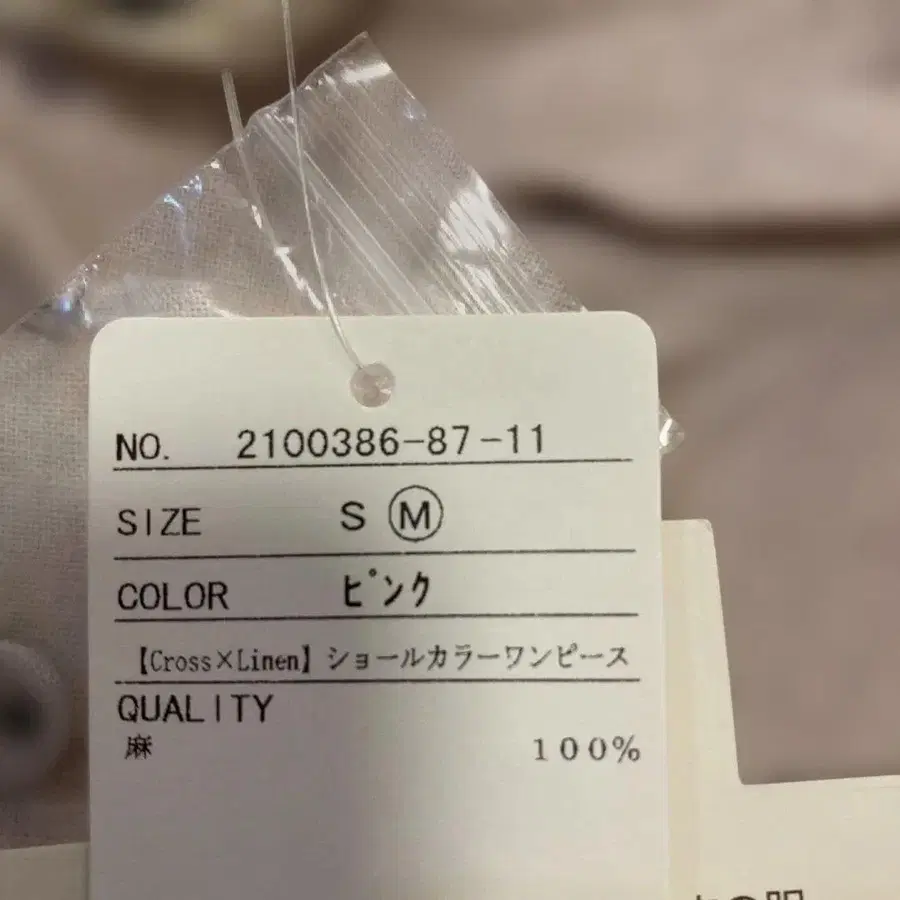 NO. 2100386-87-11
SIZE S Ⓜ
COLOR ピンク
【Cross×Linen】ショールカラーワンピース
QUALITY
麻 100%